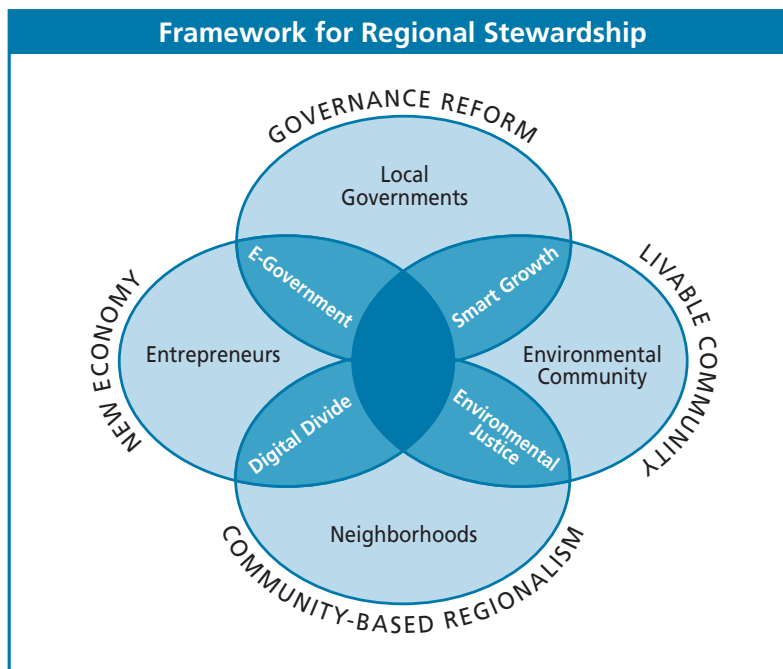 Framework for Regional Stewardship
GOVERNANCE REFORM
Local
Governments
E-Government
Smart Growth
NEW ECONOMY
Entrepreneurs
Environmental
Community
LIVABLE COMMUNITY
Digital Divide
Environmental
Justice
Neighborhoods
COMMUNITY-BASED REGIONALISM